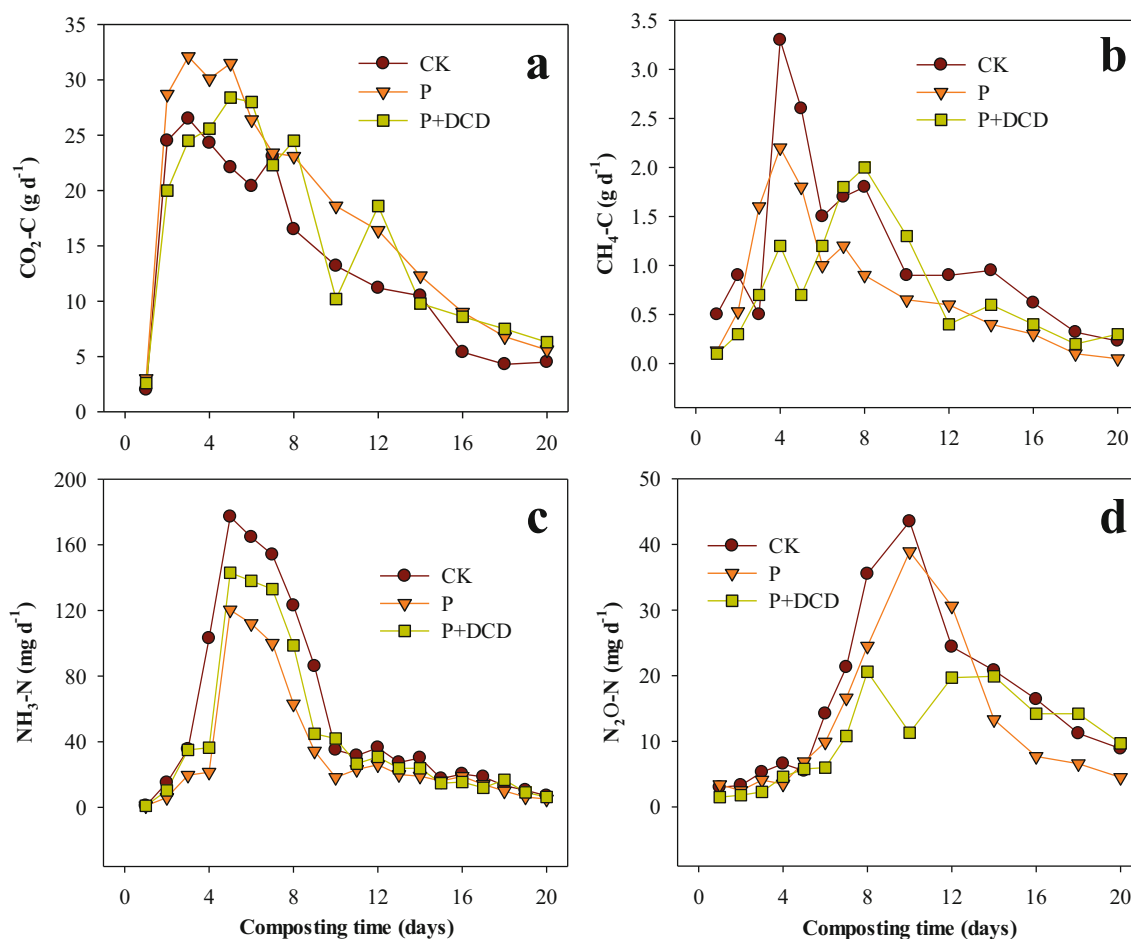 35
30
25
20
15
10
5
0
CO₂-C (g d⁻¹)
CK
P
P+DCD
a
0 4 8 12 16 20
3.5
3.0
2.5
2.0
1.5
1.0
0.5
0.0
CH₄-C (g d⁻¹)
CK
P
P+DCD
b
0 4 8 12 16 20
200
160
120
80
40
0
NH₃-N (mg d⁻¹)
CK
P
P+DCD
c
0 4 8 12 16 20
Composting time (days)
50
40
30
20
10
0
N₂O-N (mg d⁻¹)
CK
P
P+DCD
d
0 4 8 12 16 20
Composting time (days)